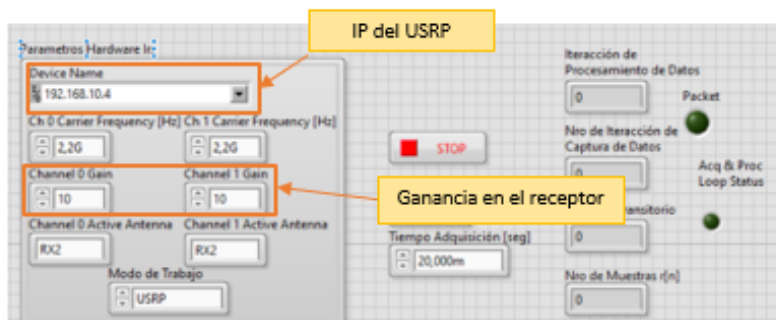 IP del USRP
Parametros Hardware In
Device Name
192.168.10.4
Ch 0 Carrier Frequency [Hz] Ch 1 Carrier Frequency [Hz]
2,2G 2,2G
Channel 0 Gain Channel 1 Gain
10 10
Channel 0 Active Antenna Channel 1 Active Antenna
RX2 RX2
Modo de Trabajo
USRP
STOP
Ganancia en el receptor
Tiempo Adquisición [seg]
20,000m
Iteracción de
Procesamiento de Datos
0
Packet
Nro de Iteracción de
Captura de Datos
0
Acq & Proc
Loop Status
0
Nro de Muestras r[n]
0